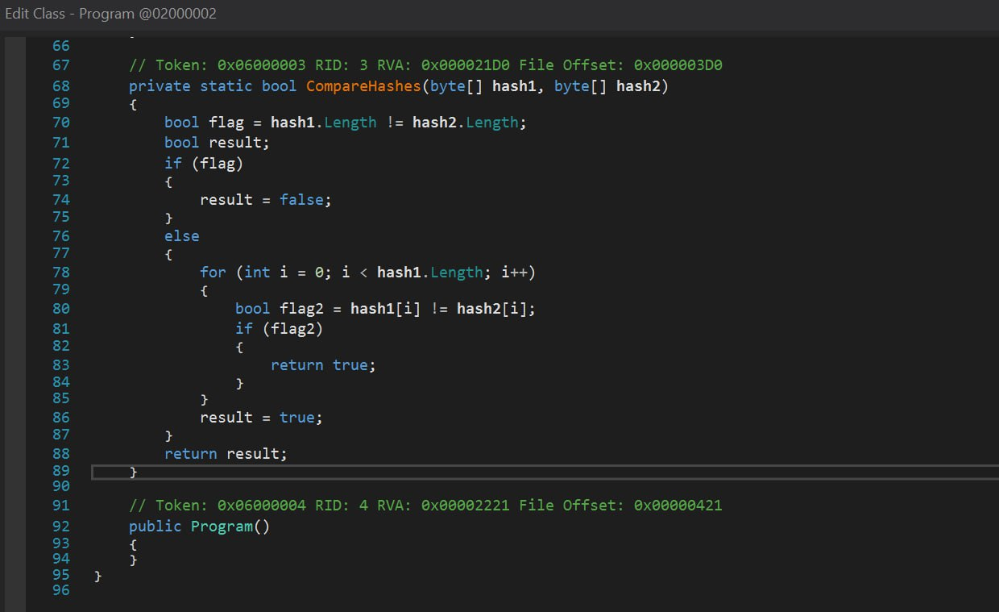 Edit Class - Program @02000002
66
67 // Token: 0x06000003 RID: 3 RVA: 0x000021D0 File Offset: 0x000003D0
68 private static bool CompareHashes(byte[] hash1, byte[] hash2)
69 {
70 bool flag = hash1.Length != hash2.Length;
71 bool result;
72 if (flag)
73 {
74 result = false;
75 }
76 else
77 {
78 for (int i = 0; i < hash1.Length; i++)
79 {
80 bool flag2 = hash1[i] != hash2[i];
81 if (flag2)
82 {
83 return true;
84 }
85 }
86 result = true;
87 }
88 return result;
89 }
90
91 // Token: 0x06000004 RID: 4 RVA: 0x00002221 File Offset: 0x00000421
92 public Program()
93 {
94 }
95 }
96